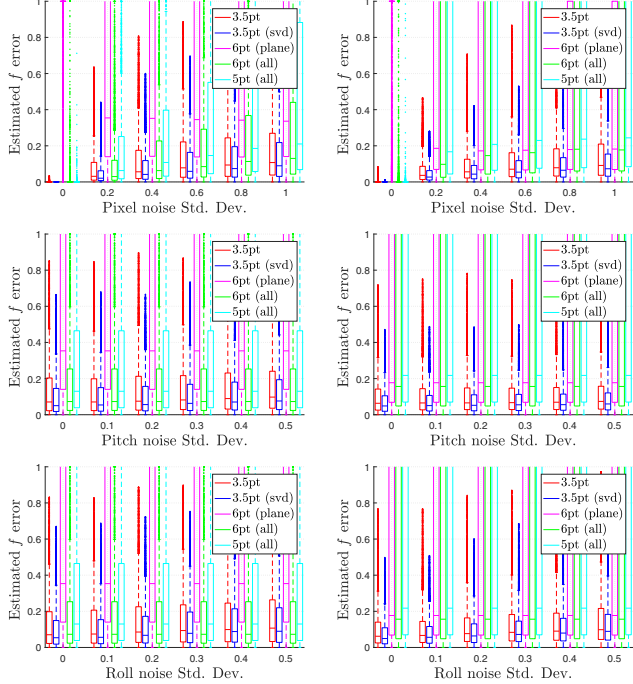 Estimated f error
1
0.8
0.6
0.4
0.2
0
3.5pt
3.5pt (svd)
6pt (plane)
6pt (all)
5pt (all)
0 0.2 0.4 0.6 0.8 1
Pixel noise Std. Dev.
Estimated f error
1
0.8
0.6
0.4
0.2
0
3.5pt
3.5pt (svd)
6pt (plane)
6pt (all)
5pt (all)
0 0.2 0.4 0.6 0.8 1
Pixel noise Std. Dev.
Estimated f error
1
0.8
0.6
0.4
0.2
0
3.5pt
3.5pt (svd)
6pt (plane)
6pt (all)
5pt (all)
0 0.1 0.2 0.3 0.4 0.5
Pitch noise Std. Dev.
Estimated f error
1
0.8
0.6
0.4
0.2
0
3.5pt
3.5pt (svd)
6pt (plane)
6pt (all)
5pt (all)
0 0.1 0.2 0.3 0.4 0.5
Pitch noise Std. Dev.
Estimated f error
1
0.8
0.6
0.4
0.2
0
3.5pt
3.5pt (svd)
6pt (plane)
6pt (all)
5pt (all)
0 0.1 0.2 0.3 0.4 0.5
Roll noise Std. Dev.
Estimated f error
1
0.8
0.6
0.4
0.2
0
3.5pt
3.5pt (svd)
6pt (plane)
6pt (all)
5pt (all)
0 0.1 0.2 0.3 0.4 0.5
Roll noise Std. Dev.